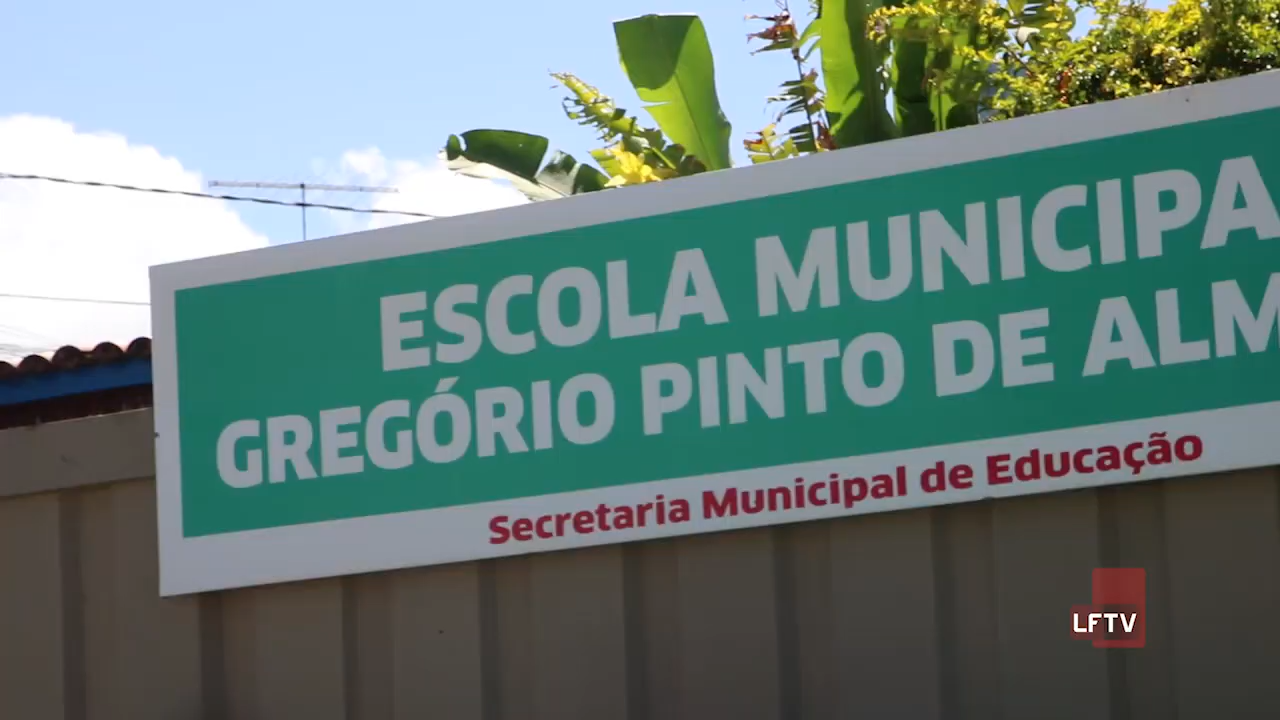 ESCOLA MUNICIPA
GREGÓRIO PINTO DE ALM
Secretaria Municipal de Educação
LFTV